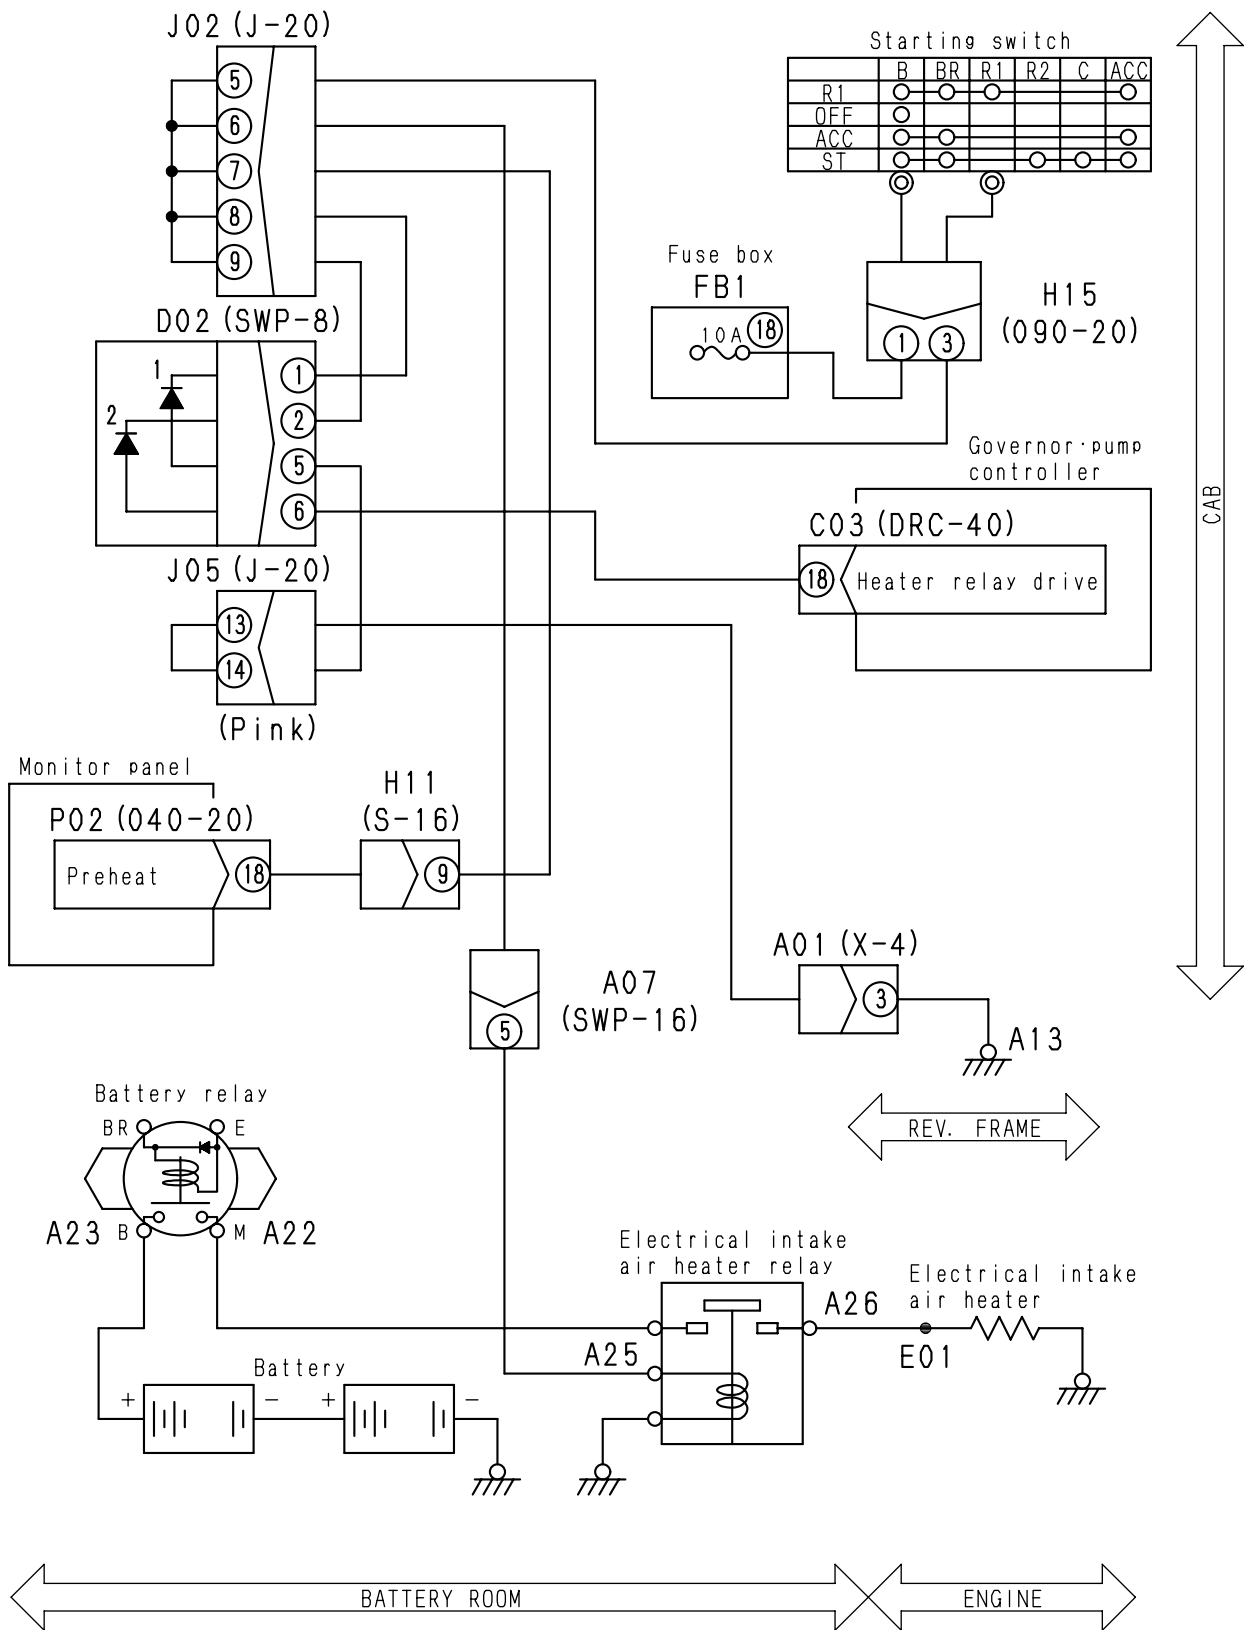 J02 (J-20)
5
6
7
8
9
Starting switch
B BR R1 R2 C ACC
R1
OFF
ACC
ST
Fuse box
FB1
10A 18
H15
(090-20)
1 3
D02 (SWP-8)
1
2
1
2
5
6
Governor·pump
controller
C03 (DRC-40)
18 Heater relay drive
CAB
J05 (J-20)
13
14
(Pink)
Monitor panel
P02 (040-20)
Preheat 18
H11
(S-16)
9
A07
(SWP-16)
5
A01 (X-4)
3
A13
REV. FRAME
Battery relay
BR E
A23 B M A22
Electrical intake
air heater relay
A25
A26
Electrical intake
air heater
E01
Battery
+ - + -
BATTERY ROOM
ENGINE